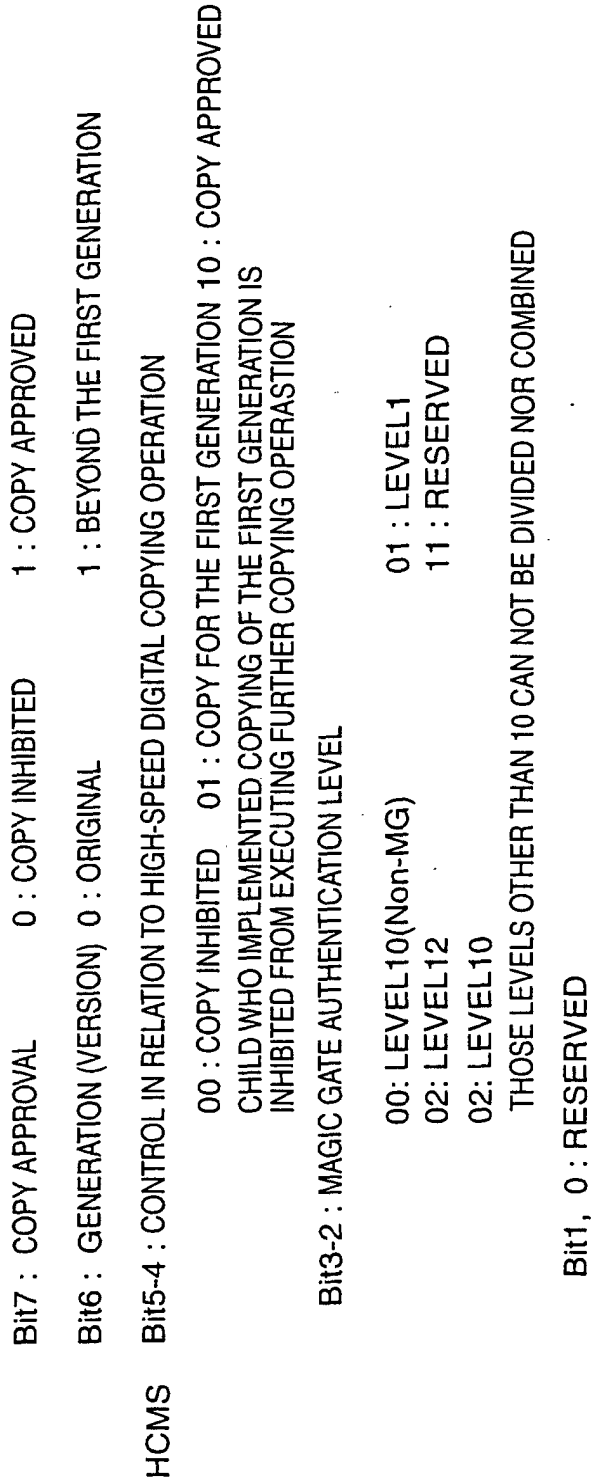 Bit7 : COPY APPROVAL 0 : COPY INHIBITED 1 : COPY APPROVED
Bit6 : GENERATION (VERSION) 0 : ORIGINAL 1 : BEYOND THE FIRST GENERATION
HCMS Bit5-4 : CONTROL IN RELATION TO HIGH-SPEED DIGITAL COPYING OPERATION
00 : COPY INHIBITED 01 : COPY FOR THE FIRST GENERATION 10 : COPY APPROVED
CHILD WHO IMPLEMENTED COPYING OF THE FIRST GENERATION IS
INHIBITED FROM EXECUTING FURTHER COPYING OPERASTION
Bit3-2 : MAGIC GATE AUTHENTICATION LEVEL
00: LEVEL10(Non-MG) 01 : LEVEL1
02: LEVEL12 11 : RESERVED
02: LEVEL10
THOSE LEVELS OTHER THAN 10 CAN NOT BE DIVIDED NOR COMBINED
Bit1, 0 : RESERVED